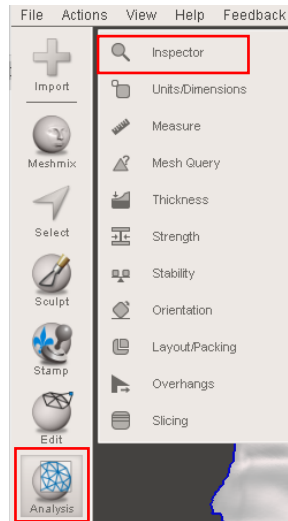 File Actions View Help Feedback
Import
Meshmix
Select
Sculpt
Stamp
Edit
Analysis
Inspector
Units/Dimensions
Measure
Mesh Query
Thickness
Strength
Stability
Orientation
Layout/Packing
Overhangs
Slicing